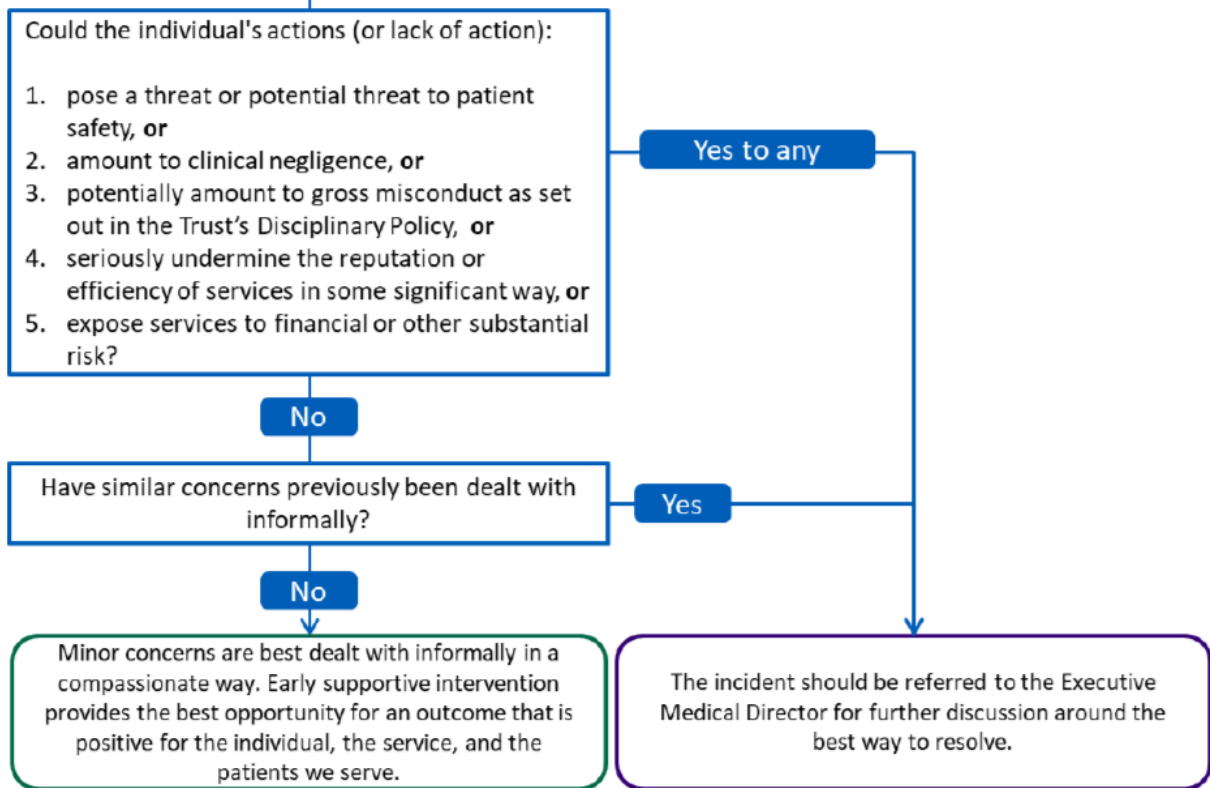 Could the individual's actions (or lack of action):
1. pose a threat or potential threat to patient
safety, or
2. amount to clinical negligence, or
3. potentially amount to gross misconduct as set
out in the Trust’s Disciplinary Policy, or
4. seriously undermine the reputation or
efficiency of services in some significant way, or
5. expose services to financial or other substantial
risk?
Yes to any
No
Have similar concerns previously been dealt with
informally?
Yes
No
Minor concerns are best dealt with informally in a
compassionate way. Early supportive intervention
provides the best opportunity for an outcome that is
positive for the individual, the service, and the
patients we serve.
The incident should be referred to the Executive
Medical Director for further discussion around the
best way to resolve.